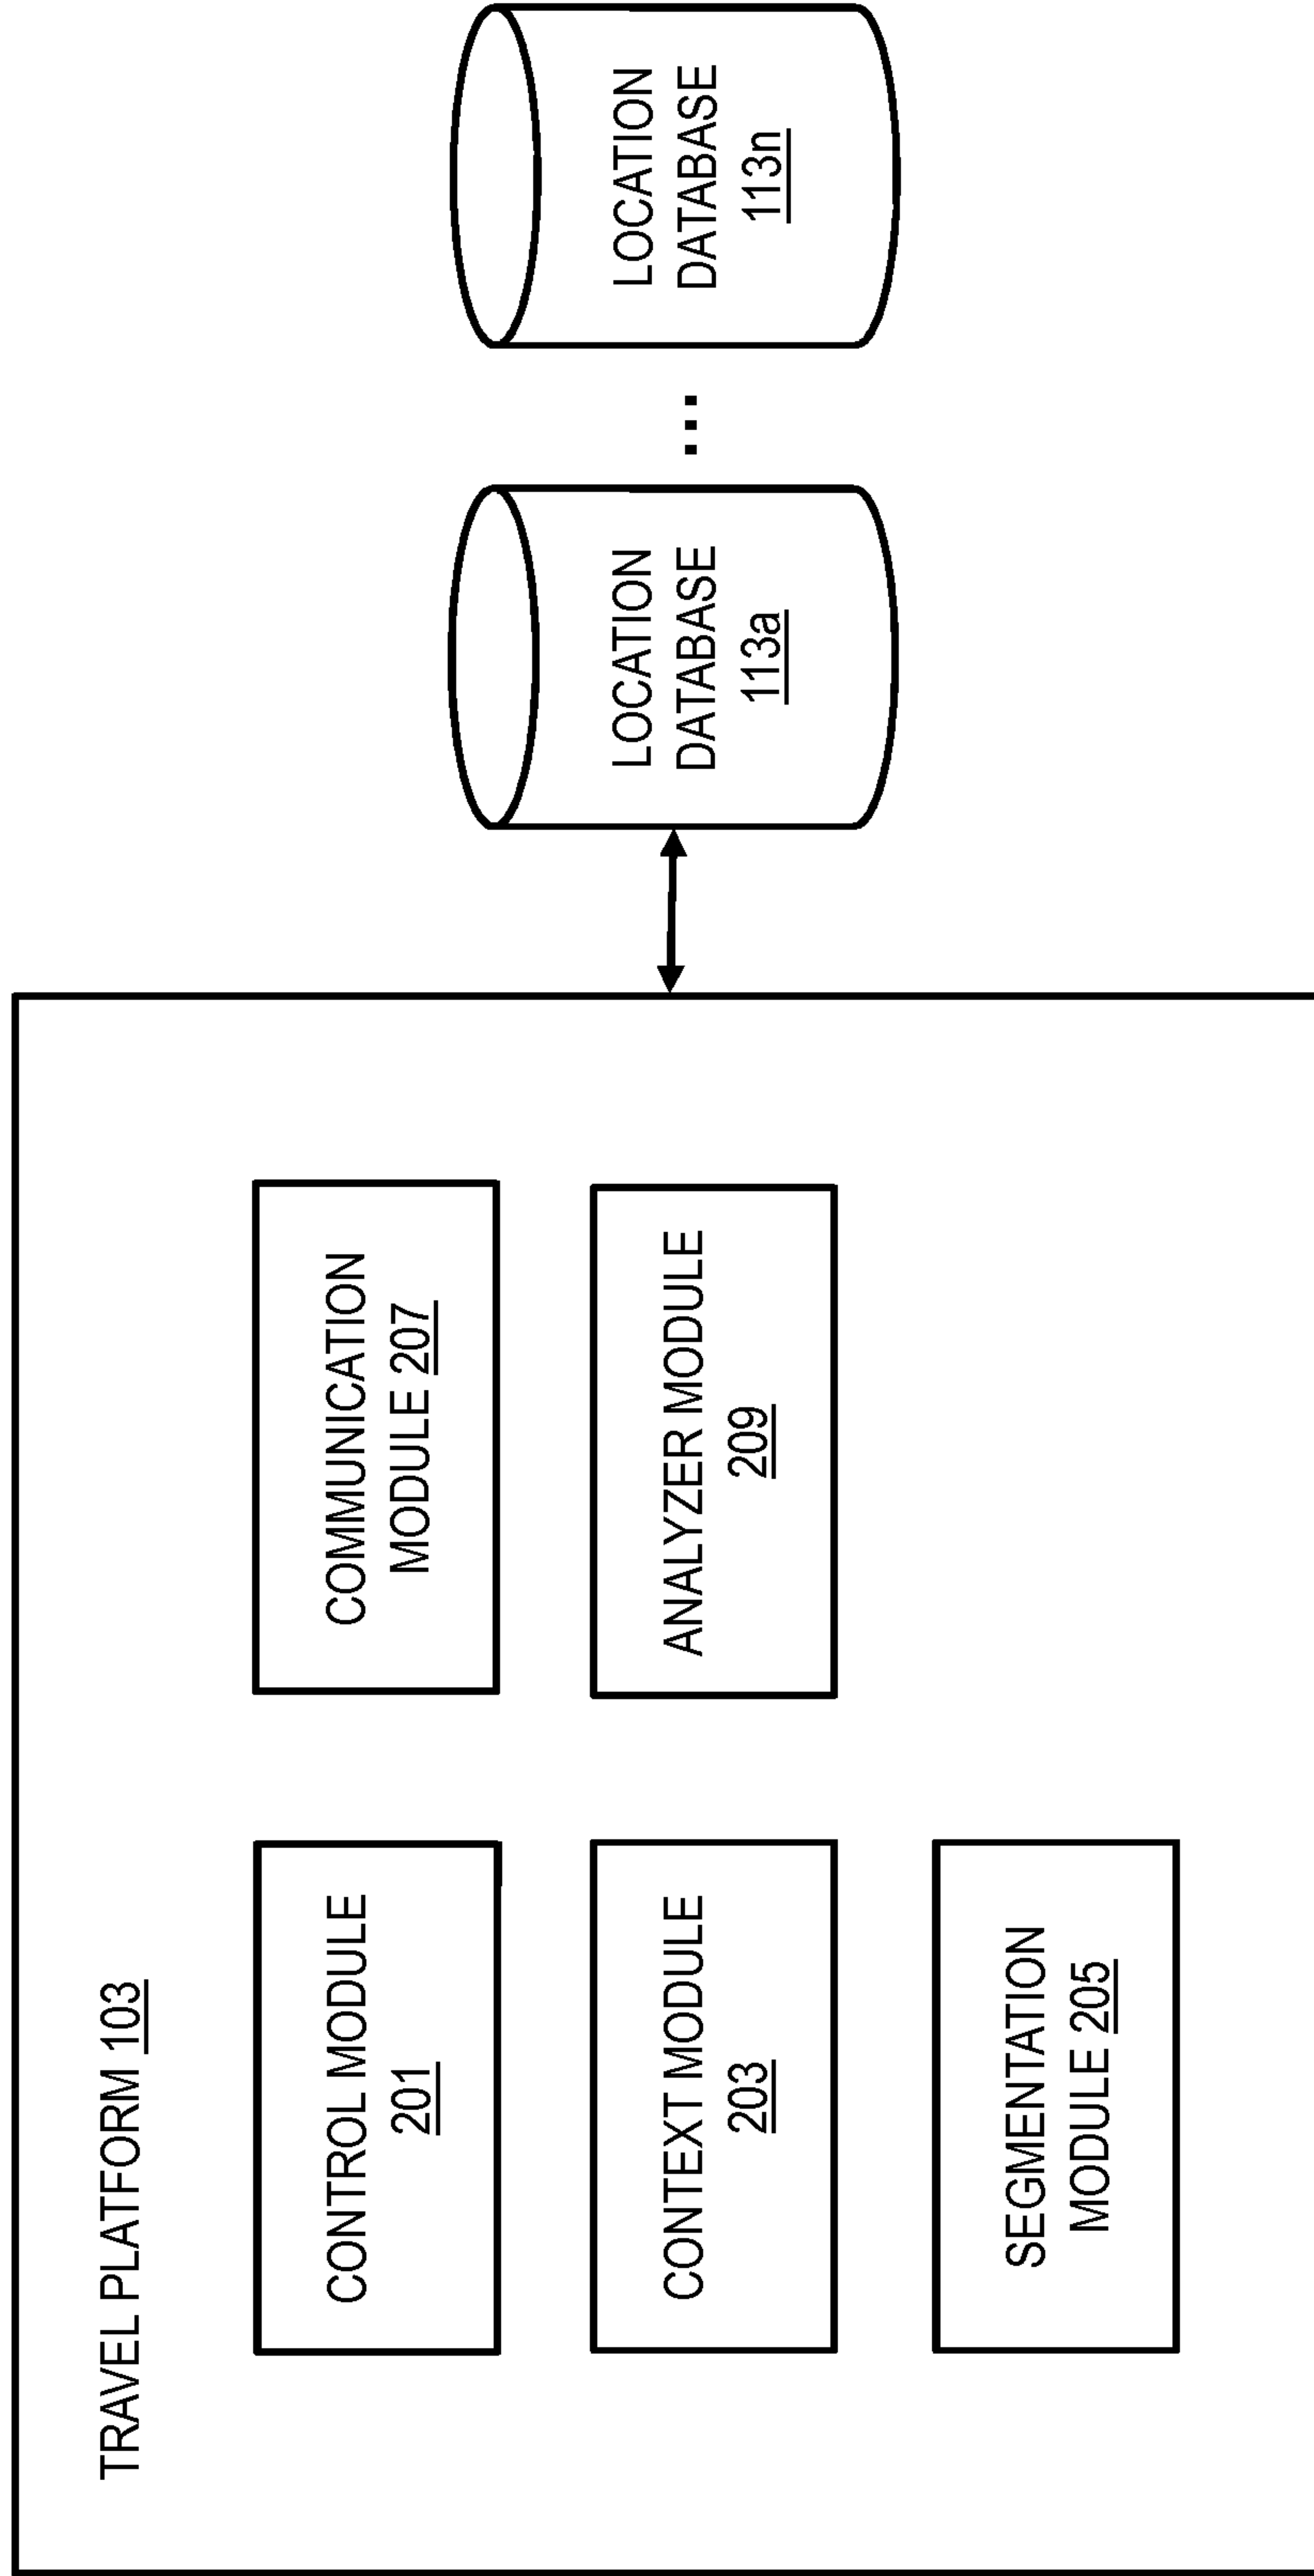 TRAVEL PLATFORM 103
CONTROL MODULE
201
COMMUNICATION
MODULE 207
CONTEXT MODULE
203
ANALYZER MODULE
209
SEGMENTATION
MODULE 205
LOCATION
DATABASE
113a
...
LOCATION
DATABASE
113n